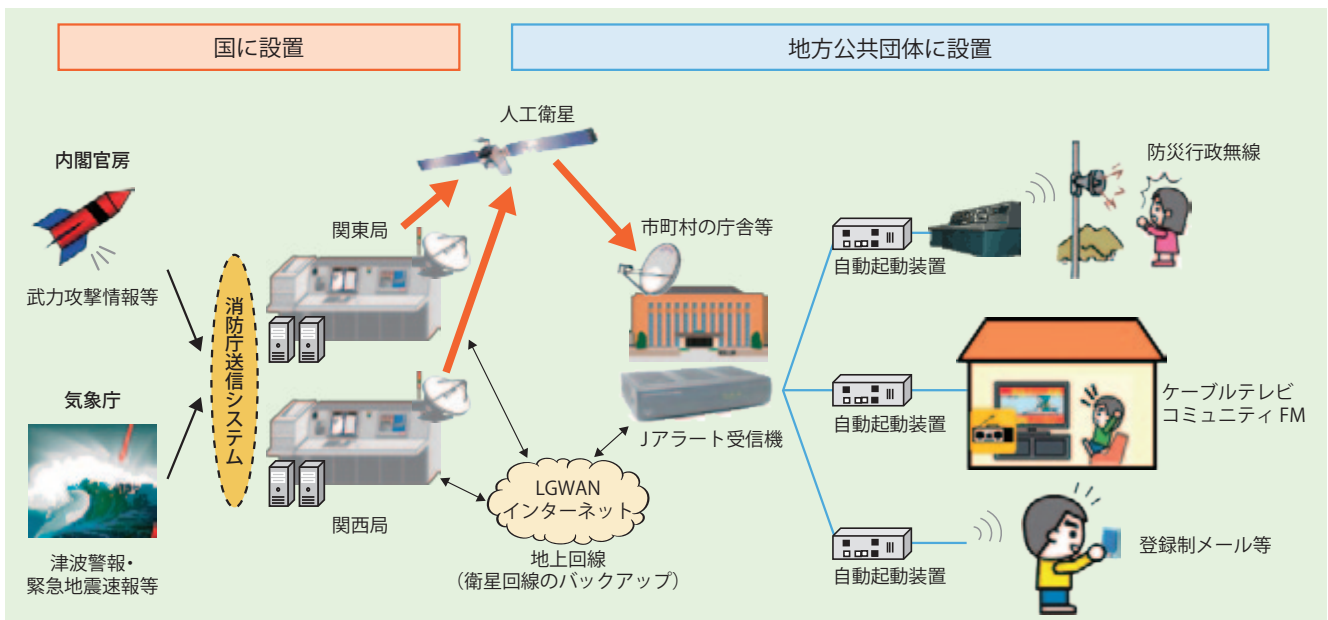 国に設置
地方公共団体に設置
人工衛星
内閣官房
防災行政無線
関東局
市町村の庁舎等
自動起動装置
武力攻撃情報等
消防庁送信システム
気象庁
ケーブルテレビ
コミュニティ FM
自動起動装置
Jアラート受信機
LGWAN
インターネット
関西局
地上回線
(衛星回線のバックアップ)
登録制メール等
津波警報・
緊急地震速報等
自動起動装置